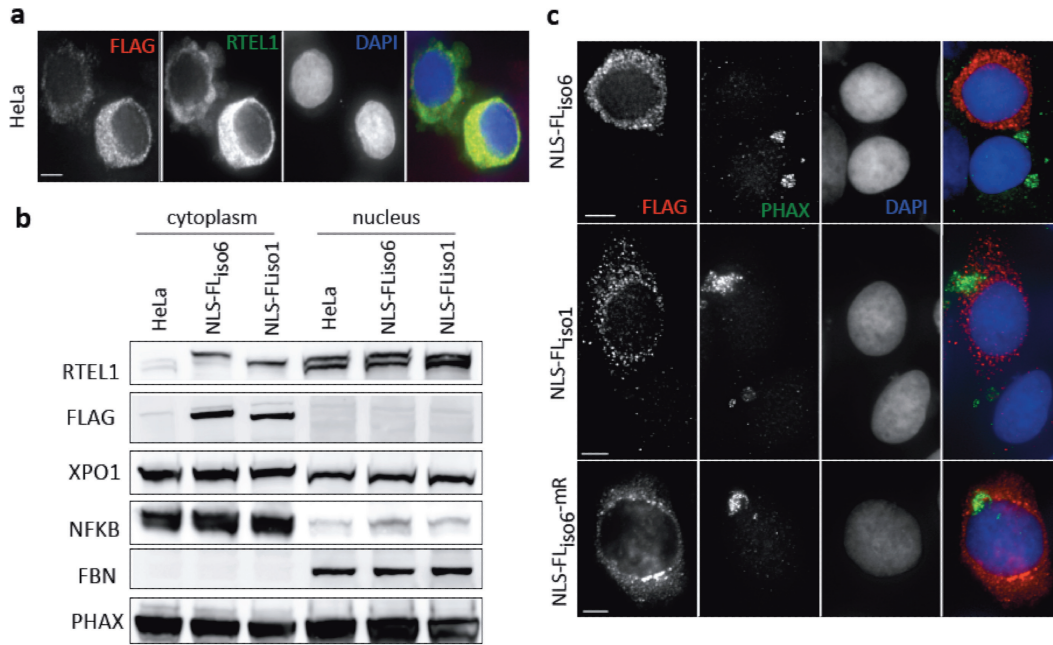 a
FLAG RTEL1 DAPI
HeLa
b
cytoplasm nucleus
HeLa NLS-FLiso6 NLS-FLiso1 HeLa NLS-FLiso6 NLS-FLiso1
RTEL1
FLAG
XPO1
NFKB
FBN
PHAX
c
NLS-FLiso6
FLAG PHAX DAPI
NLS-FLiso1
NLS-FLiso6-mR